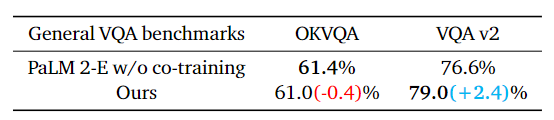 General VQA benchmarks OKVQA VQA v2
PaLM 2-E w/o co-training 61.4% 76.6%
Ours 61.0(-0.4)% 79.0(+2.4)%